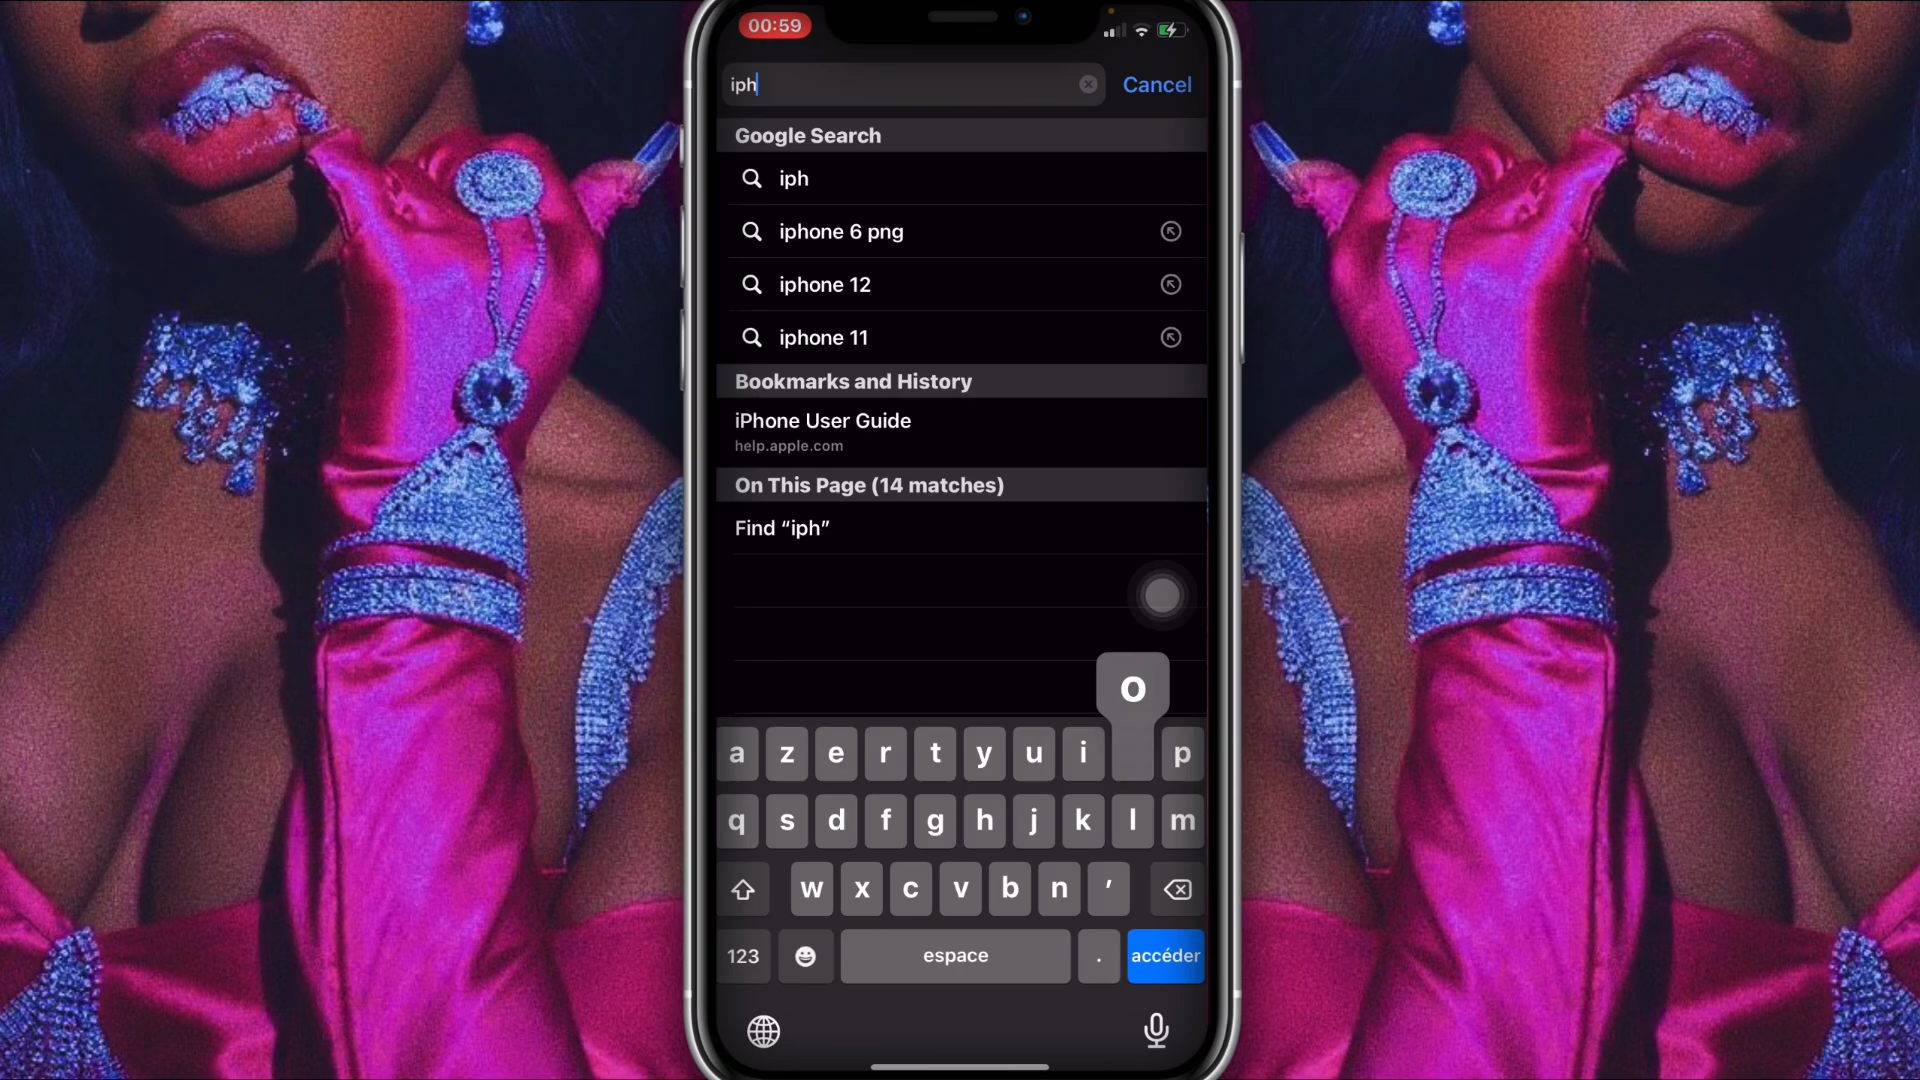 00:59
iph
Cancel
Google Search
iph
iphone 6 png
iphone 12
iphone 11
Bookmarks and History
iPhone User Guide
help.apple.com
On This Page (14 matches)
Find “iph”
o
a z e r t y u i p
q s d f g h j k l m
w x c v b n ’
123 espace . accéder